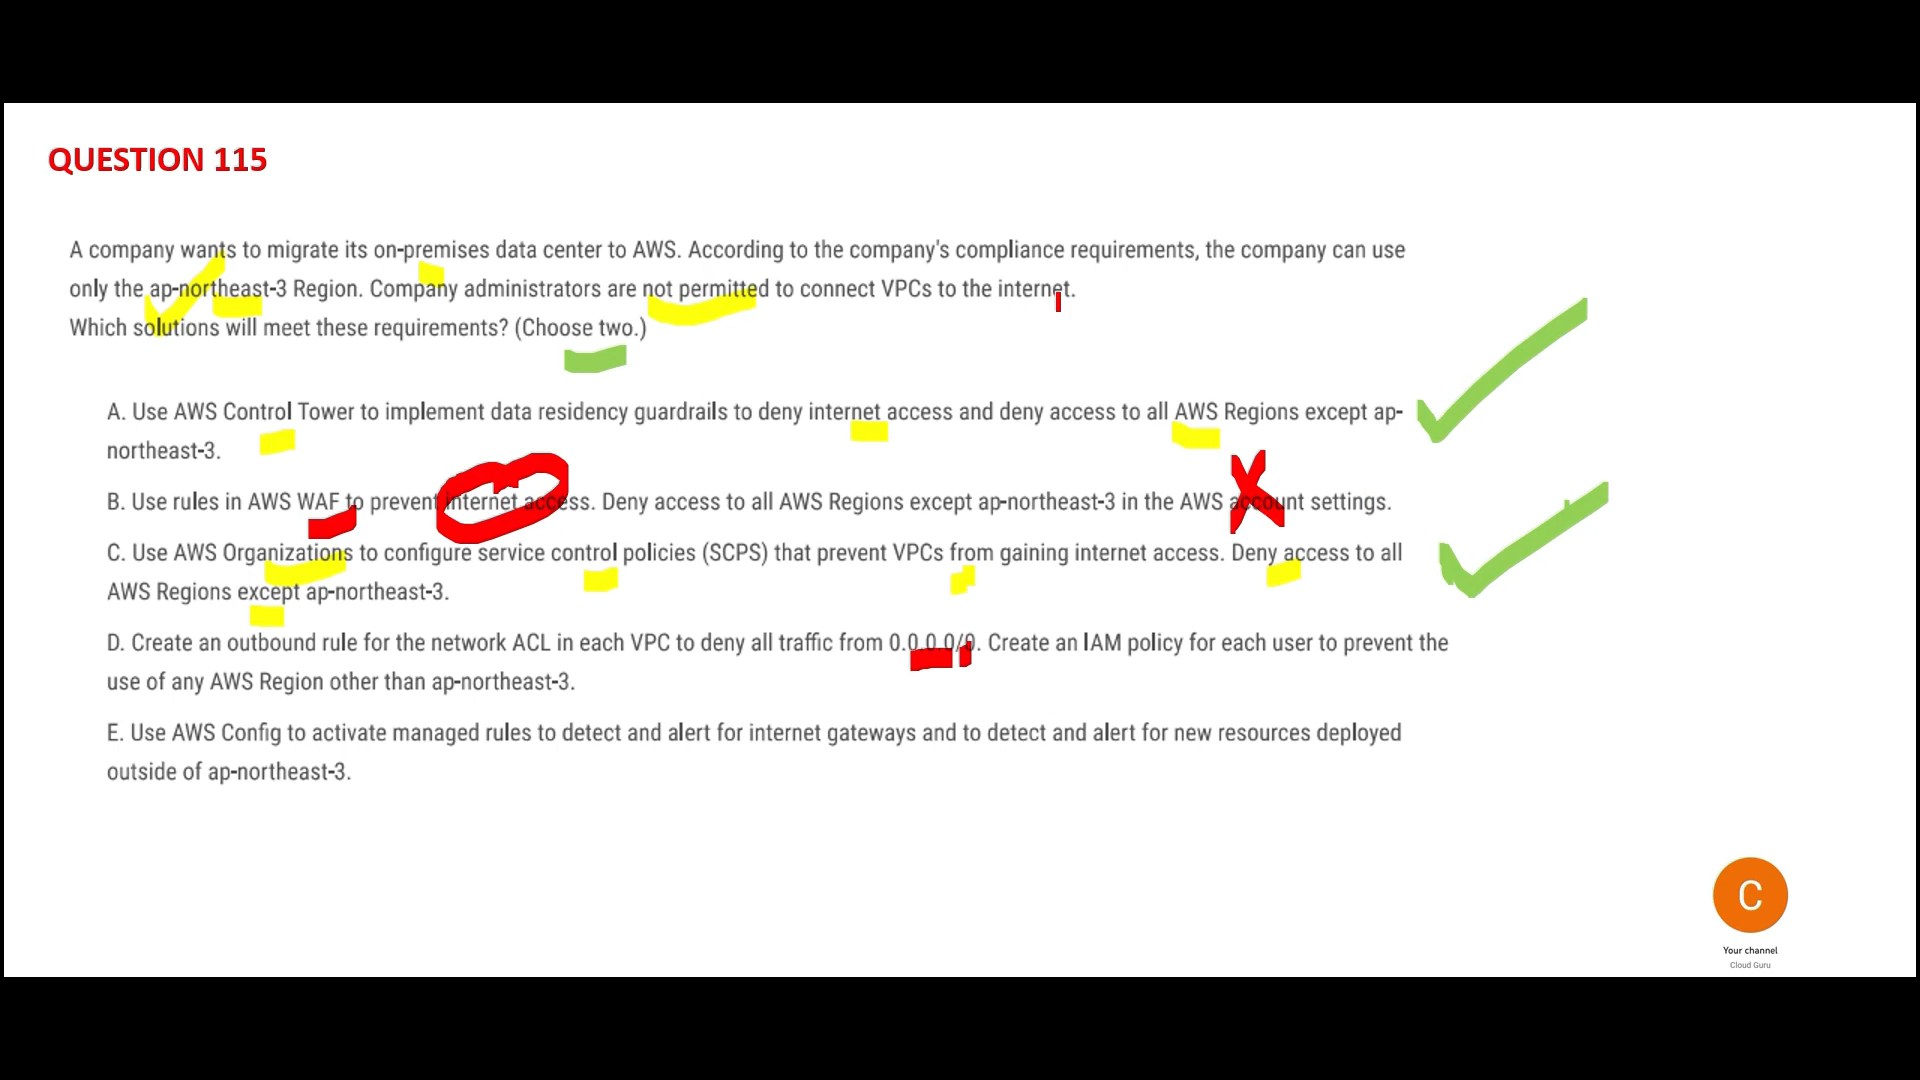 QUESTION 115
A company wants to migrate its on-premises data center to AWS. According to the company's compliance requirements, the company can use
only the ap-northeast-3 Region. Company administrators are not permitted to connect VPCs to the internet.
Which solutions will meet these requirements? (Choose two.)
A. Use AWS Control Tower to implement data residency guardrails to deny internet access and deny access to all AWS Regions except ap-
northeast-3.
B. Use rules in AWS WAF to prevent internet access. Deny access to all AWS Regions except ap-northeast-3 in the AWS account settings.
C. Use AWS Organizations to configure service control policies (SCPS) that prevent VPCs from gaining internet access. Deny access to all
AWS Regions except ap-northeast-3.
D. Create an outbound rule for the network ACL in each VPC to deny all traffic from 0.0.0.0/0. Create an IAM policy for each user to prevent the
use of any AWS Region other than ap-northeast-3.
E. Use AWS Config to activate managed rules to detect and alert for internet gateways and to detect and alert for new resources deployed
outside of ap-northeast-3.
C
Your channel
Cloud Guru